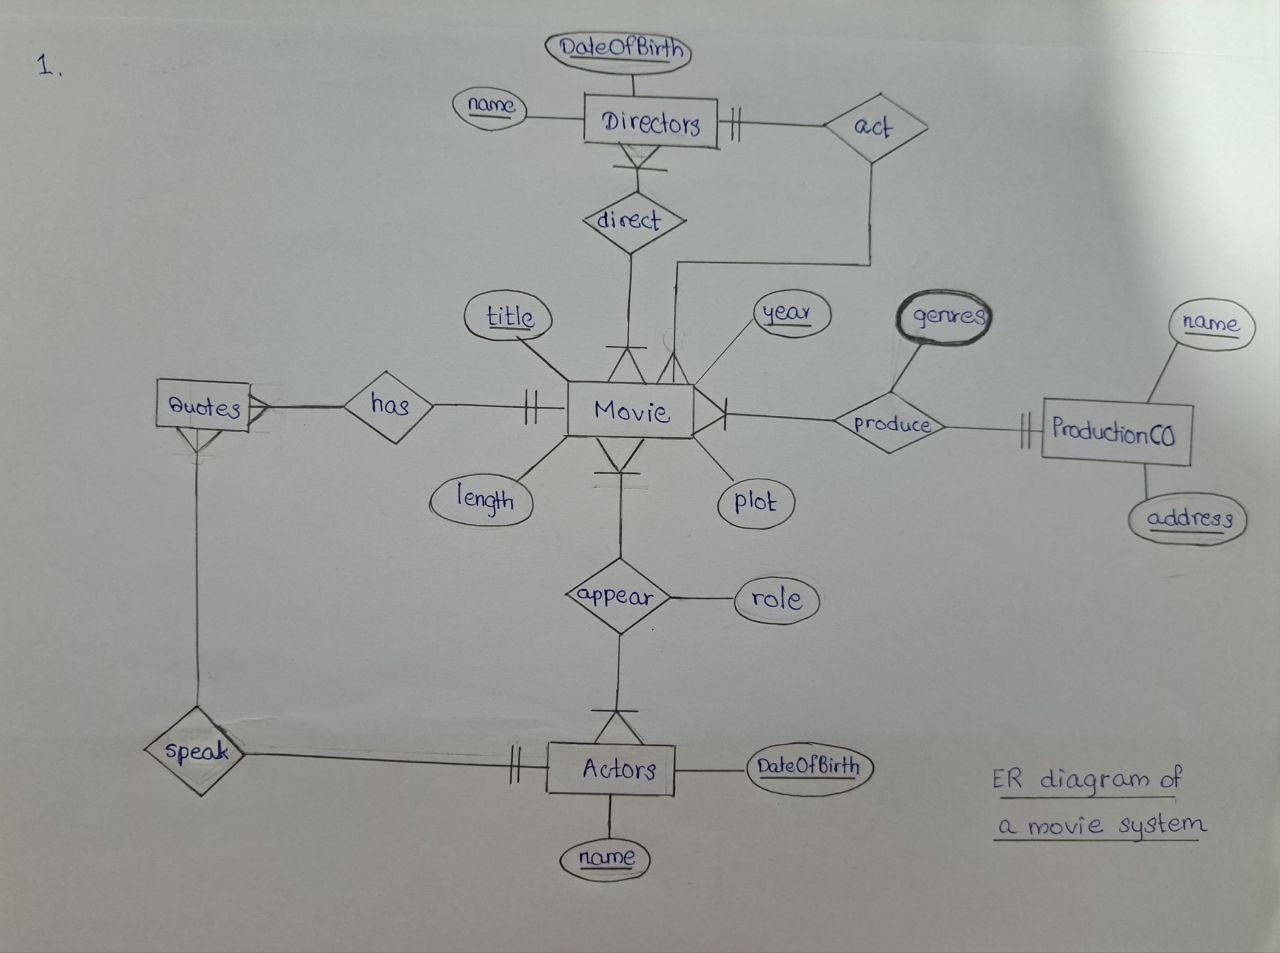 1.
DateOfBirth
name
Directors
act
direct
title
year
genres
name
Quotes
has
Movie
produce
ProductionCO
length
plot
address
appear
role
speak
Actors
DateOfBirth
ER diagram of
a movie system
name